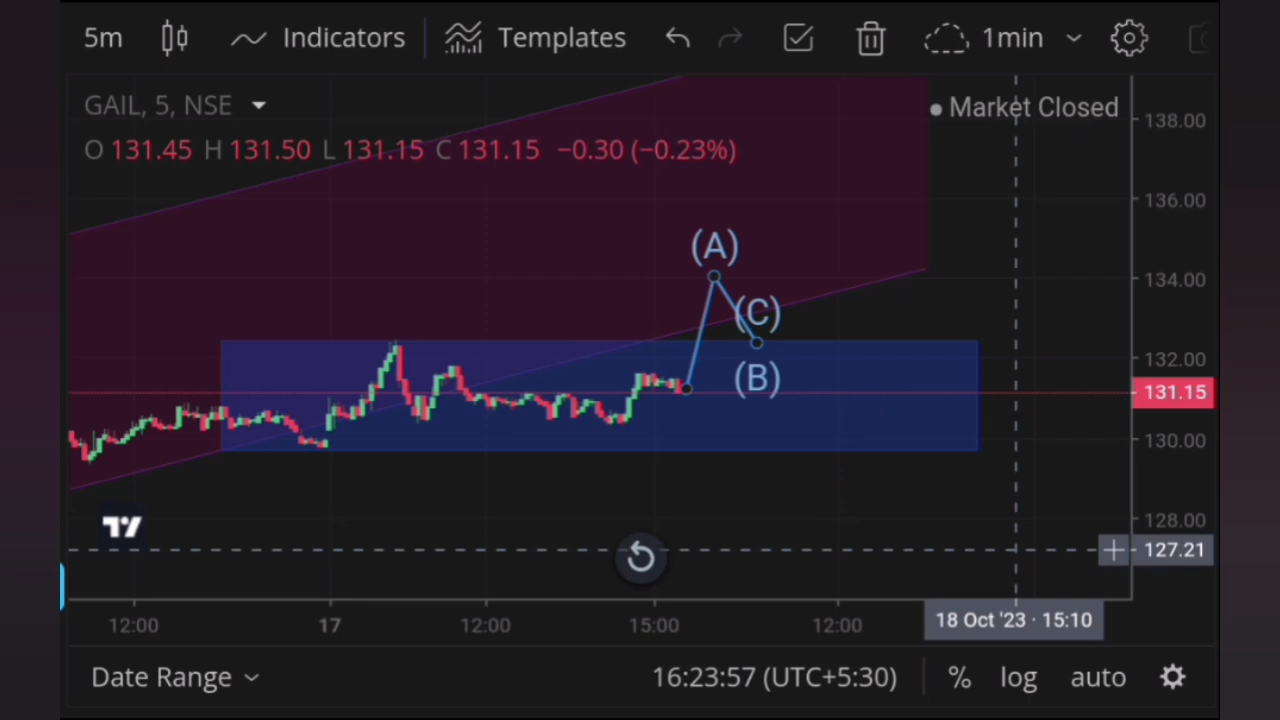 5m Indicators Templates 1min
GAIL, 5, NSE
Market Closed
O 131.45 H 131.50 L 131.15 C 131.15 −0.30 (−0.23%)
138.00
136.00
(A)
134.00
(C)
132.00
(B)
131.15
130.00
128.00
127.21
12:00 17 12:00 15:00 12:00 18 Oct '23 · 15:10
Date Range 16:23:57 (UTC+5:30) % log auto